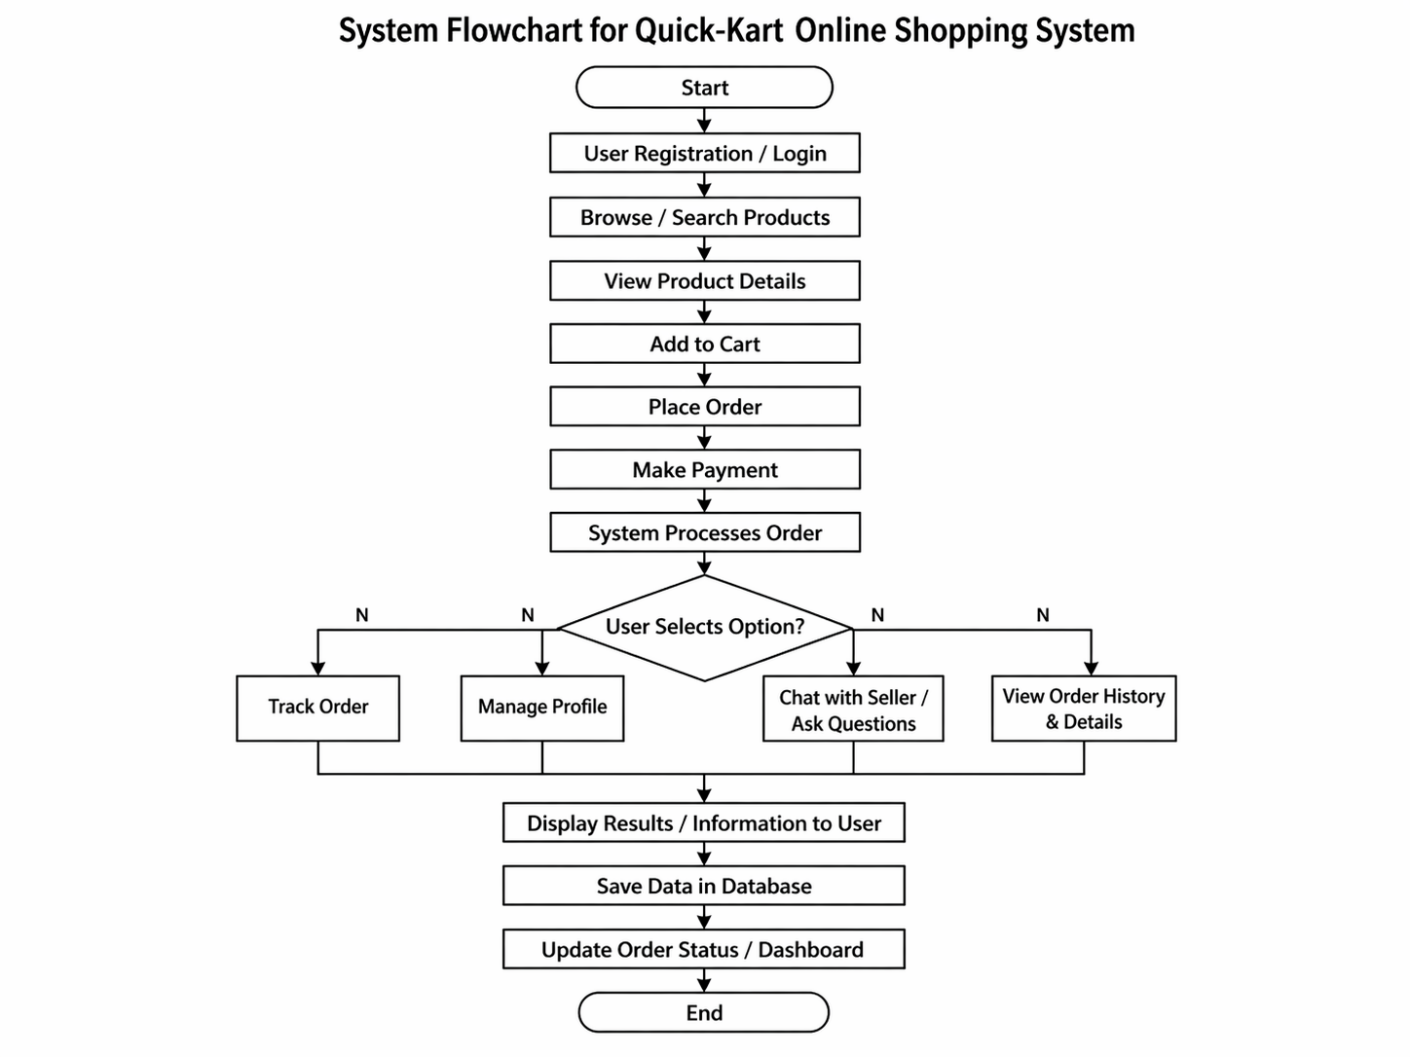 System Flowchart for Quick-Kart Online Shopping System
Start
User Registration / Login
Browse / Search Products
View Product Details
Add to Cart
Place Order
Make Payment
System Processes Order
User Selects Option?
N
N
N
N
Track Order
Manage Profile
Chat with Seller /
Ask Questions
View Order History
& Details
Display Results / Information to User
Save Data in Database
Update Order Status / Dashboard
End